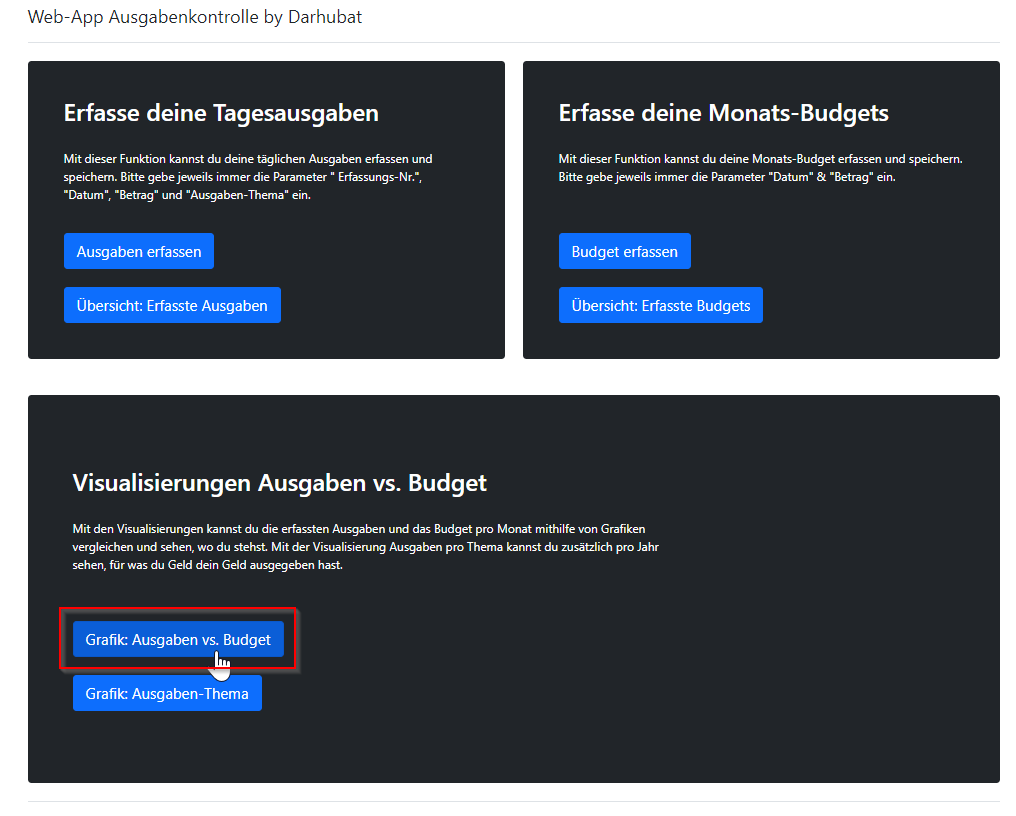 Web-App Ausgabenkontrolle by Darhubat
Erfasse deine Tagesausgaben
Mit dieser Funktion kannst du deine täglichen Ausgaben erfassen und
speichern. Bitte gebe jeweils immer die Parameter " Erfassungs-Nr.",
"Datum", "Betrag" und "Ausgaben-Thema" ein.
Ausgaben erfassen
Übersicht: Erfasste Ausgaben
Erfasse deine Monats-Budgets
Mit dieser Funktion kannst du deine Monats-Budget erfassen und speichern.
Bitte gebe jeweils immer die Parameter "Datum" & "Betrag" ein.
Budget erfassen
Übersicht: Erfasste Budgets
Visualisierungen Ausgaben vs. Budget
Mit den Visualisierungen kannst du die erfassten Ausgaben und das Budget pro Monat mithilfe von Grafiken
vergleichen und sehen, wo du stehst. Mit der Visualisierung Ausgaben pro Thema kannst du zusätzlich pro Jahr
sehen, für was du Geld dein Geld ausgegeben hast.
Grafik: Ausgaben vs. Budget
Grafik: Ausgaben-Thema